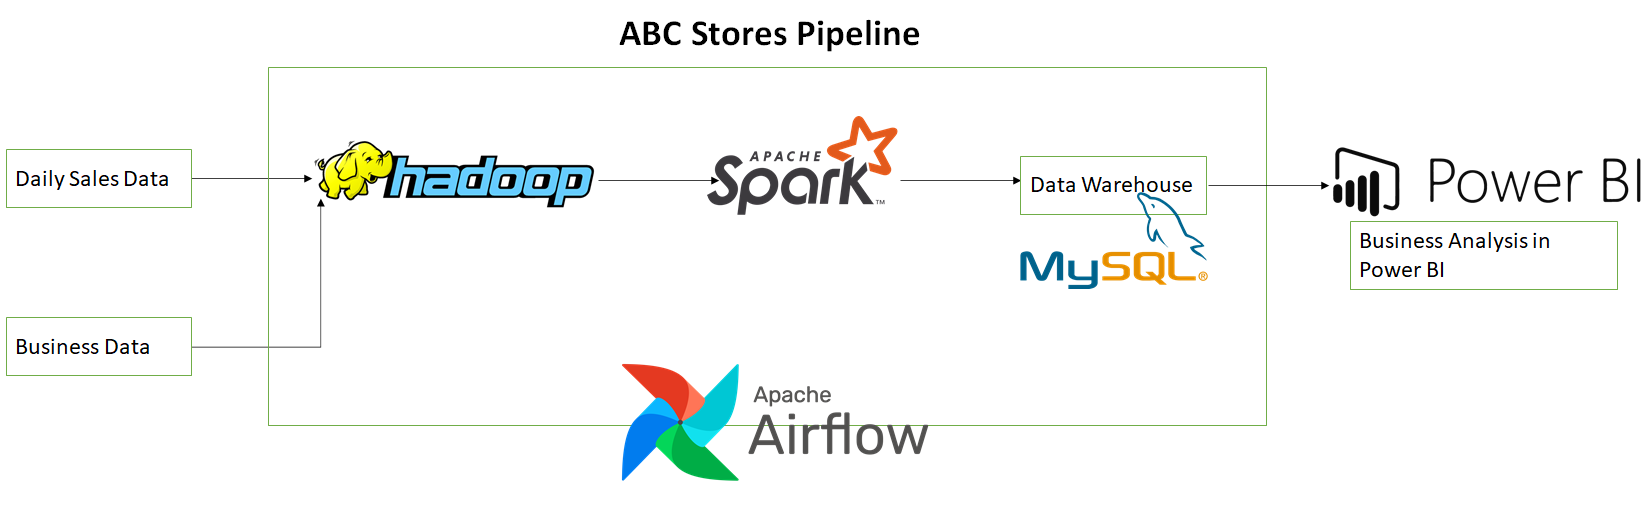 ABC Stores Pipeline
Daily Sales Data
hadoop
APACHE
Spark™
Data Warehouse
MySQL®
Power BI
Business Analysis in
Power BI
Business Data
Apache
Airflow